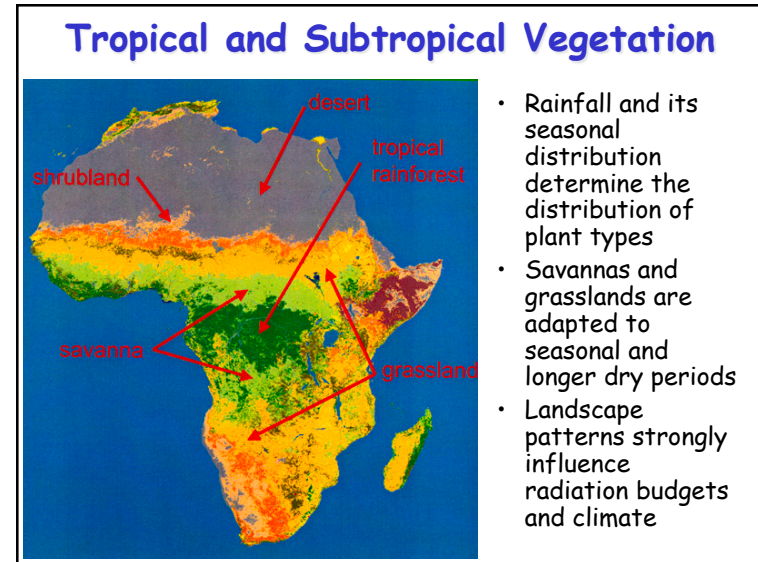 Tropical and Subtropical Vegetation
desert
tropical
rainforest
shrubland
savanna
grassland
• Rainfall and its
seasonal
distribution
determine the
distribution of
plant types
• Savannas and
grasslands are
adapted to
seasonal and
longer dry periods
• Landscape
patterns strongly
influence
radiation budgets
and climate